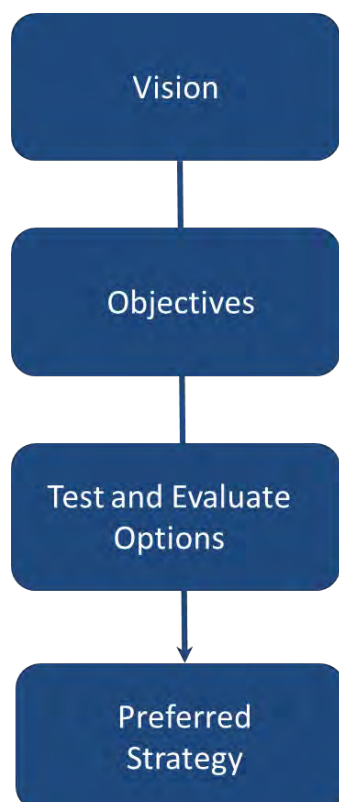 Vision
Objectives
Test and Evaluate
Options
Preferred
Strategy